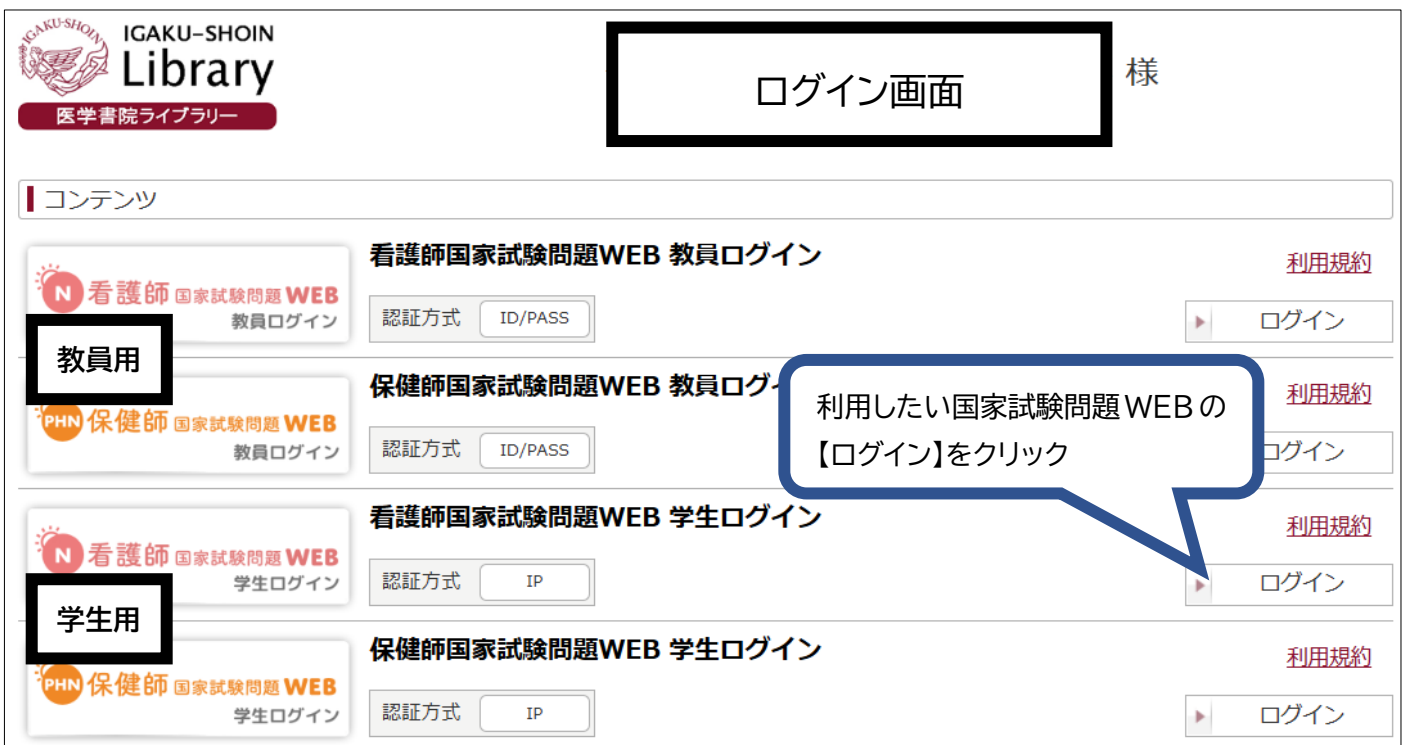 IGAKU-SHOIN
IGAKU-SHOIN
Library
医学書院ライブラリー
ログイン画面
様
コンテンツ
N 看護師 国家試験問題 WEB
教員ログイン
看護師国家試験問題WEB 教員ログイン
認証方式 ID/PASS
利用規約
ログイン
教員用
PHN 保健師 国家試験問題 WEB
教員ログイン
保健師国家試験問題WEB 教員ログイ
認証方式 ID/PASS
利用規約
ログイン
利用したい国家試験問題WEBの
【ログイン】をクリック
N 看護師 国家試験問題 WEB
学生ログイン
看護師国家試験問題WEB 学生ログイン
認証方式 IP
利用規約
ログイン
学生用
PHN 保健師 国家試験問題 WEB
学生ログイン
保健師国家試験問題WEB 学生ログイン
認証方式 IP
利用規約
ログイン